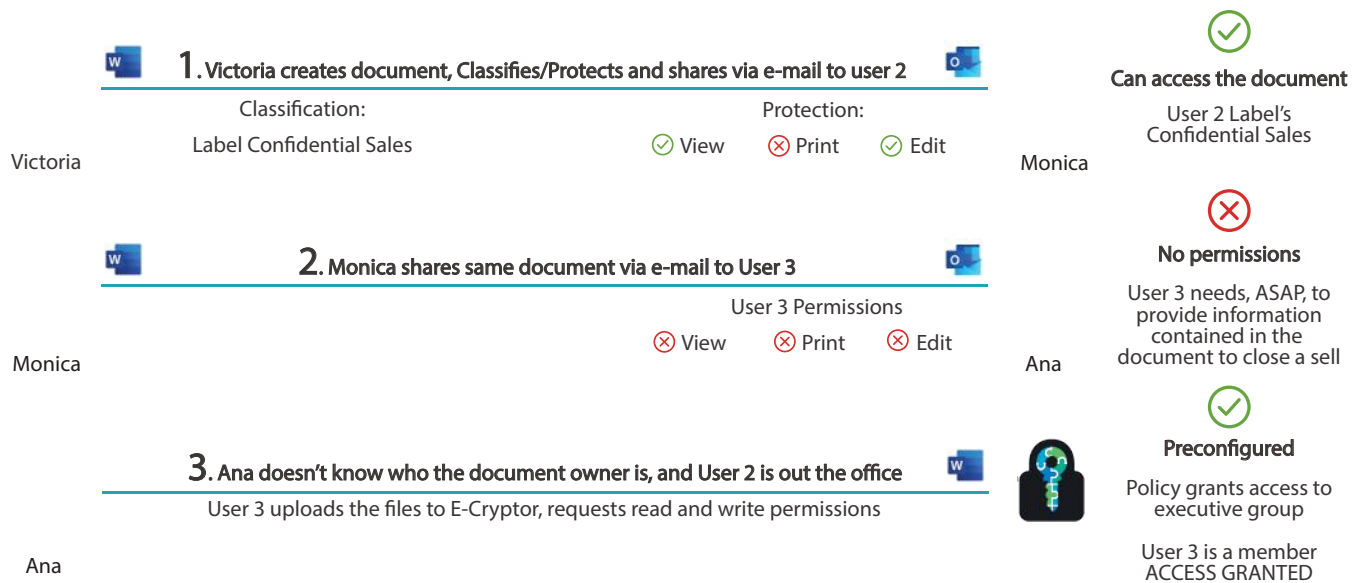 1. Victoria creates document, Classifies/Protects and shares via e-mail to user 2
Classification:
Label Confidential Sales
Protection:
View Print Edit
Victoria
Monica
Can access the document
User 2 Label's
Confidential Sales
2. Monica shares same document via e-mail to User 3
User 3 Permissions
View Print Edit
Monica
Ana
No permissions
User 3 needs, ASAP, to
provide information
contained in the
document to close a sell
3. Ana doesn't know who the document owner is, and User 2 is out the office
User 3 uploads the files to E-Cryptor, requests read and write permissions
Ana
Preconfigured
Policy grants access to
executive group
User 3 is a member
ACCESS GRANTED
W
O
W
O
W